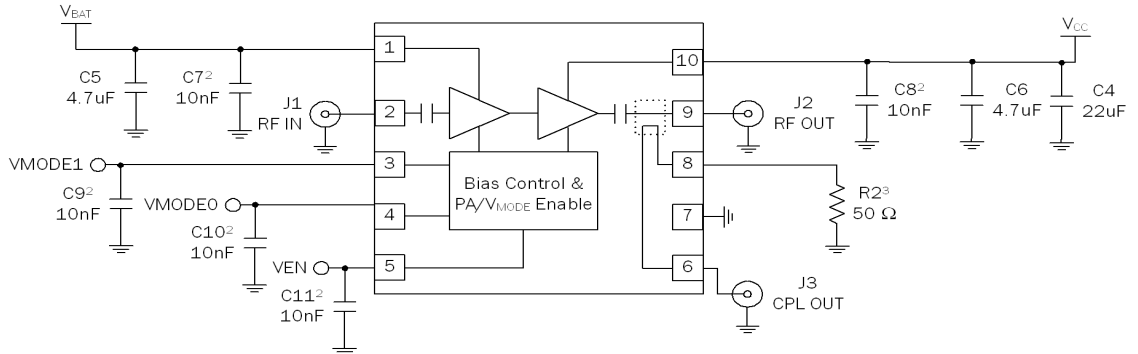 VBAT
C5
4.7uF
C7²
10nF
J1
RF IN
VMODE1
C9²
10nF
VMODE0
C10²
10nF
VEN
C11²
10nF
1
2
3
4
5
Bias Control &
PA/VMODE Enable
10
9
8
7
6
VCC
C8²
10nF
C6
4.7uF
C4
22uF
J2
RF OUT
R2³
50 Ω
J3
CPL OUT